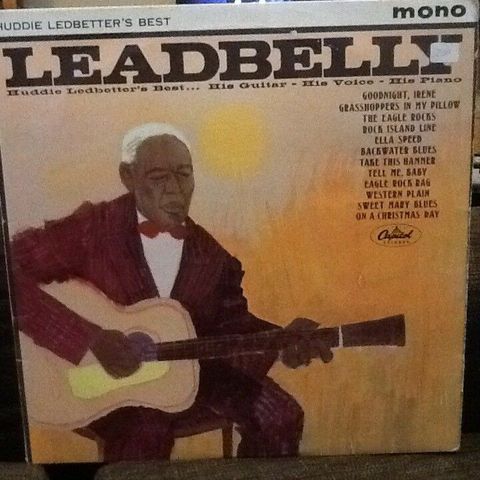 HUDDIE LEDBETTER'S BEST
mono
LEADBELLY
Huddie Ledbetter's Best... His Guitar - His Voice - His Piano
GOODNIGHT, IRENE
GRASSHOPPERS IN MY PILLOW
THE EAGLE ROCKS
ROCK ISLAND LINE
ELLA SPEED
BACKWATER BLUES
TAKE THIS HAMMER
TELL ME, BABY
EAGLE ROCK RAG
WESTERN PLAIN
SWEET MARY BLUES
ON A CHRISTMAS DAY
Capitol
RECORDS